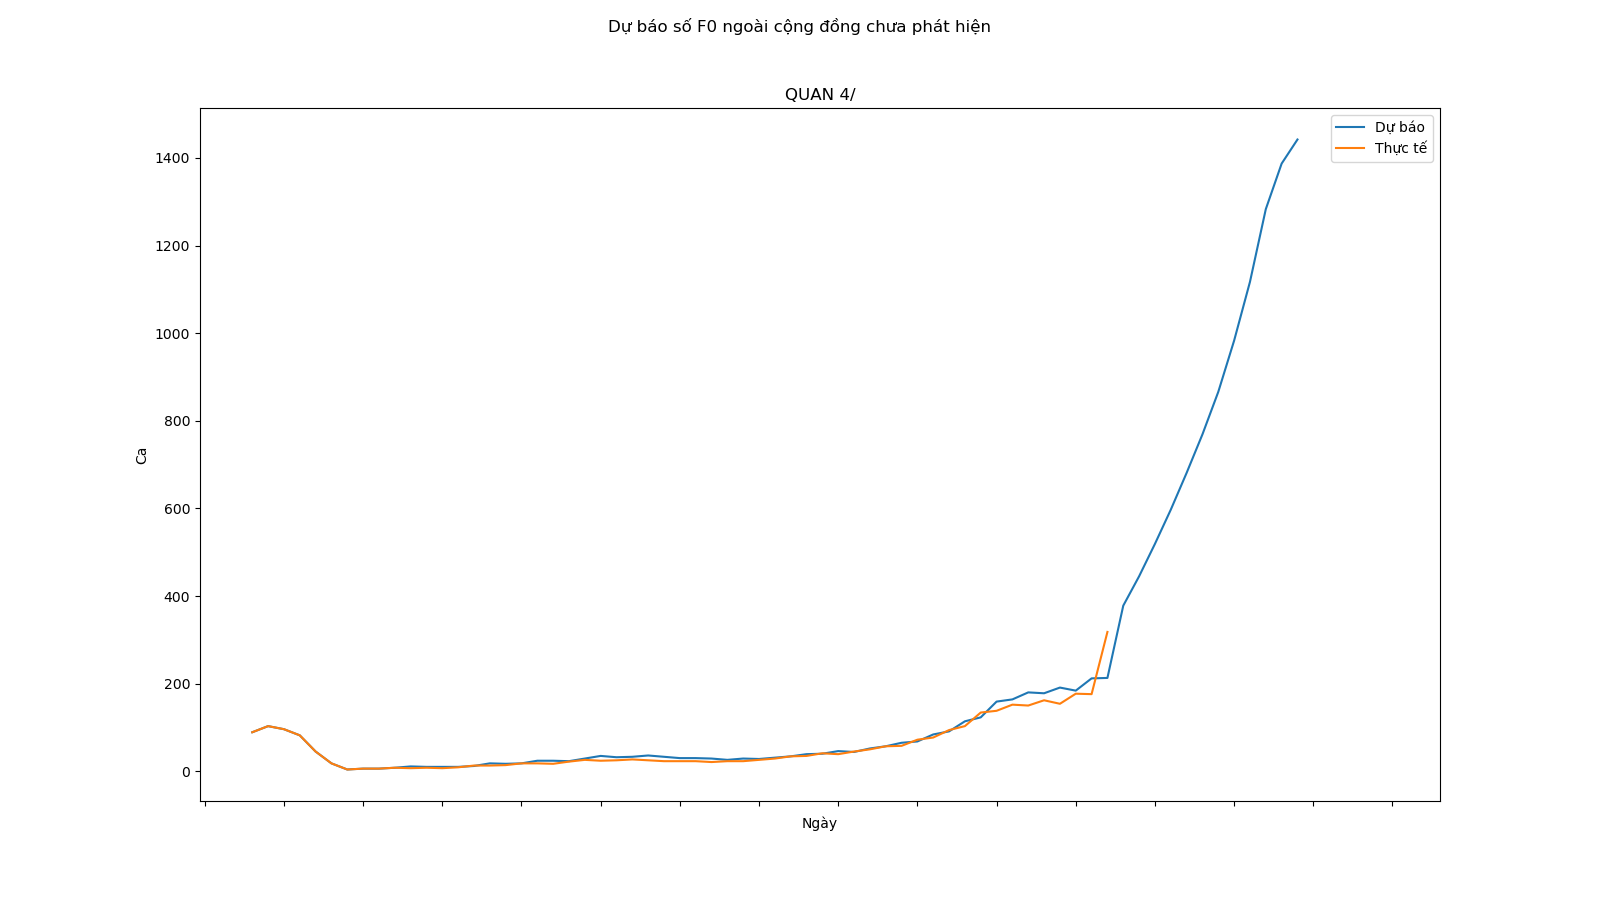 Dự báo số F0 ngoài cộng đồng chưa phát hiện
QUAN 4/
Dự báo
Thực tế
1400
1200
1000
800
600
400
200
0
Ca
Ngày